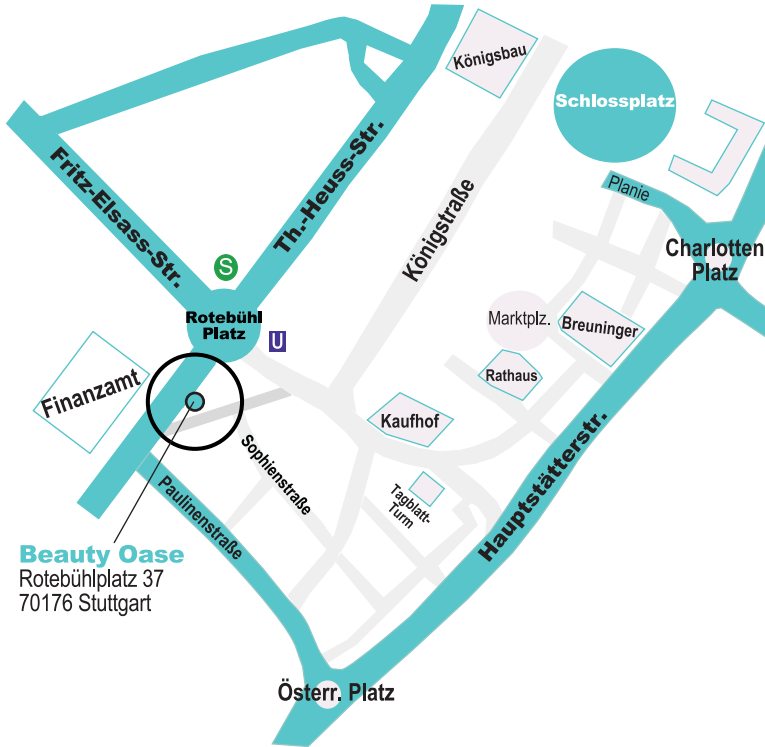 Königsbau
Schlossplatz
Th.-Heuss-Str.
Fritz-Elsass-Str.
Königstraße
Planie
Charlotten
Platz
S
Rotebühl
Platz
U
Marktplz.
Breuninger
Rathaus
Finanzamt
Kaufhof
Sophienstraße
Tagblatt-
Turm
Hauptstätterstr.
Paulinenstraße
Beauty Oase
Rotebühlplatz 37
70176 Stuttgart
Österr. Platz